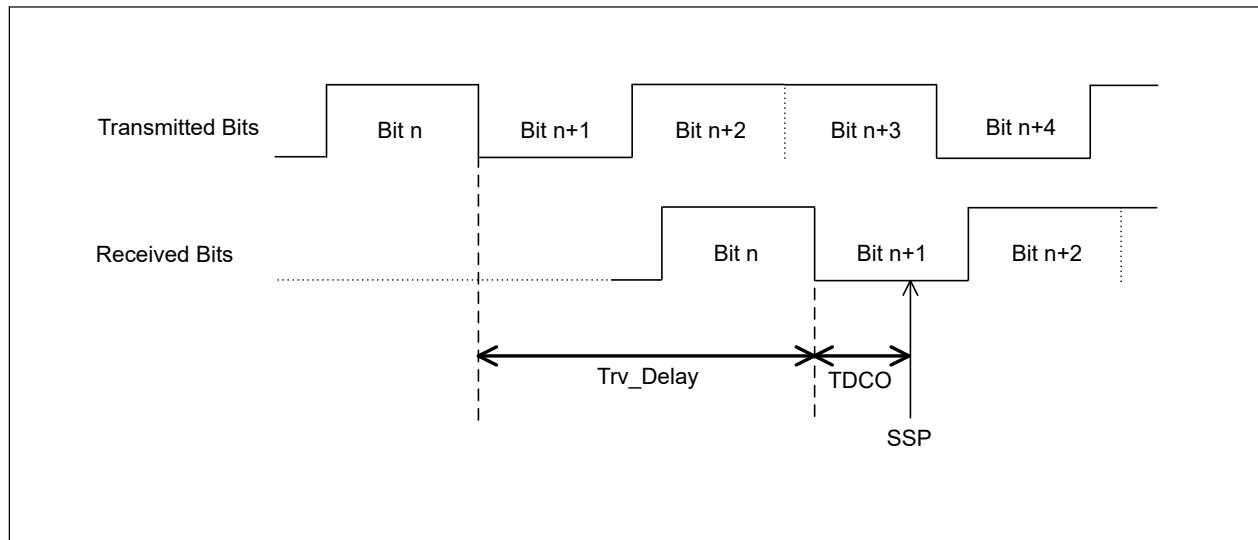 Transmitted Bits
Bit n
Bit n+1
Bit n+2
Bit n+3
Bit n+4
Received Bits
Bit n
Bit n+1
Bit n+2
Trv_Delay
TDCO
SSP